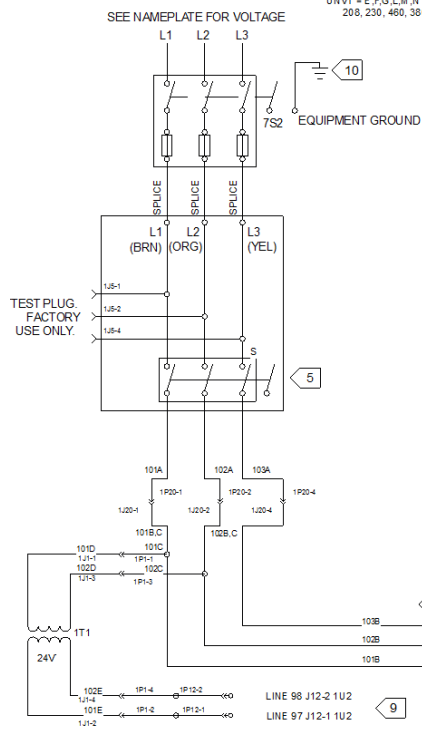 UNVT = E,F,G,L,M,N
208, 230, 460, 38
SEE NAMEPLATE FOR VOLTAGE
L1 L2 L3
10
7S2
EQUIPMENT GROUND
SPLICE SPLICE SPLICE
L1 L2 L3
(BRN) (ORG) (YEL)
1J5-1
TEST PLUG.
FACTORY
USE ONLY.
1J5-2
1J5-4
S
5
101A 102A 103A
1P20-1 1P20-2 1P20-4
1J20-1 1J20-2 1J20-4
101B,C 102B,C
101D 101C
1J1-1 1P1-1
102D 102C
1J1-3 1P1-3
1T1
24V
103B
102B
101B
102E 1P1-4 1P12-2
1J1-4
LINE 98 J12-2 1U2
9
101E 1P1-2 1P12-1
1J1-2
LINE 97 J12-1 1U2